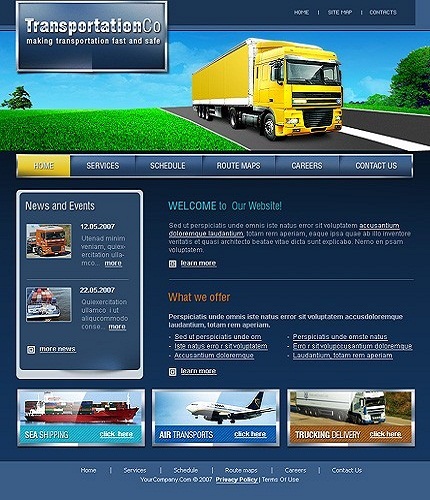 HOME | SITE MAP | CONTACTS
TransportationCo
making transportation fast and safe
HOME SERVICES SCHEDULE ROUTE MAPS CAREERS CONTACT US
News and Events
12.05.2007
Utenad minim
veniam, quiex-
ercitation ulla-
mco... more
22.05.2007
Quiexercitation
ullamco i ut
aliqucommodo
conse... more
more news
WELCOME to Our Website!
Sed ut perspiciatis unde omnis iste natus error sit voluptatem accusantium
doloremque laudantium, totam rem aperiam, eaque ipsa quae ab illo inventore
veritatis et quasi architecto beatae vitae dicta sunt explicabo. Nemo en ipsam
voluptatem.
learn more
What we offer
Perspiciatis unde omnis iste natus error sit voluptatem accusdoloremque
laudantium, totam rem aperiam.
- Sed ut perspiciatis unde om
- Iste natus erro r sit voluptatem
- Accusantium doloremque
- Perspiciatis unde omste natus
- Erro r sit volupccusantium doloremque
- Laudantium, totam rem aperiam
learn more
SEA SHIPPING click here
AIR TRANSPORTS click here
TRUCKING DELIVERY click here
Home | Services | Schedule | Route maps | Careers | Contact Us
YourCompany.Com © 2007 Privacy Policy | Terms Of Use